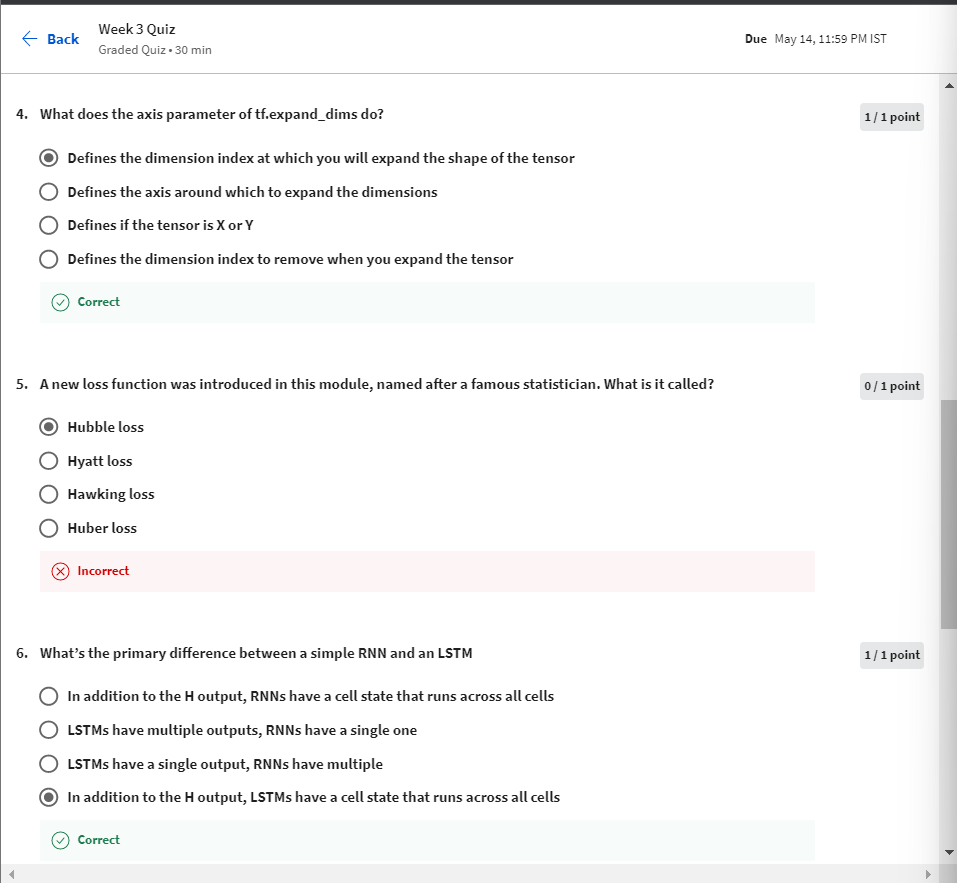 Back
Week 3 Quiz
Graded Quiz • 30 min
Due May 14, 11:59 PM IST
4. What does the axis parameter of tf.expand_dims do?
1 / 1 point
Defines the dimension index at which you will expand the shape of the tensor
Defines the axis around which to expand the dimensions
Defines if the tensor is X or Y
Defines the dimension index to remove when you expand the tensor
Correct
5. A new loss function was introduced in this module, named after a famous statistician. What is it called?
0 / 1 point
Hubble loss
Hyatt loss
Hawking loss
Huber loss
Incorrect
6. What’s the primary difference between a simple RNN and an LSTM
1 / 1 point
In addition to the H output, RNNs have a cell state that runs across all cells
LSTMs have multiple outputs, RNNs have a single one
LSTMs have a single output, RNNs have multiple
In addition to the H output, LSTMs have a cell state that runs across all cells
Correct